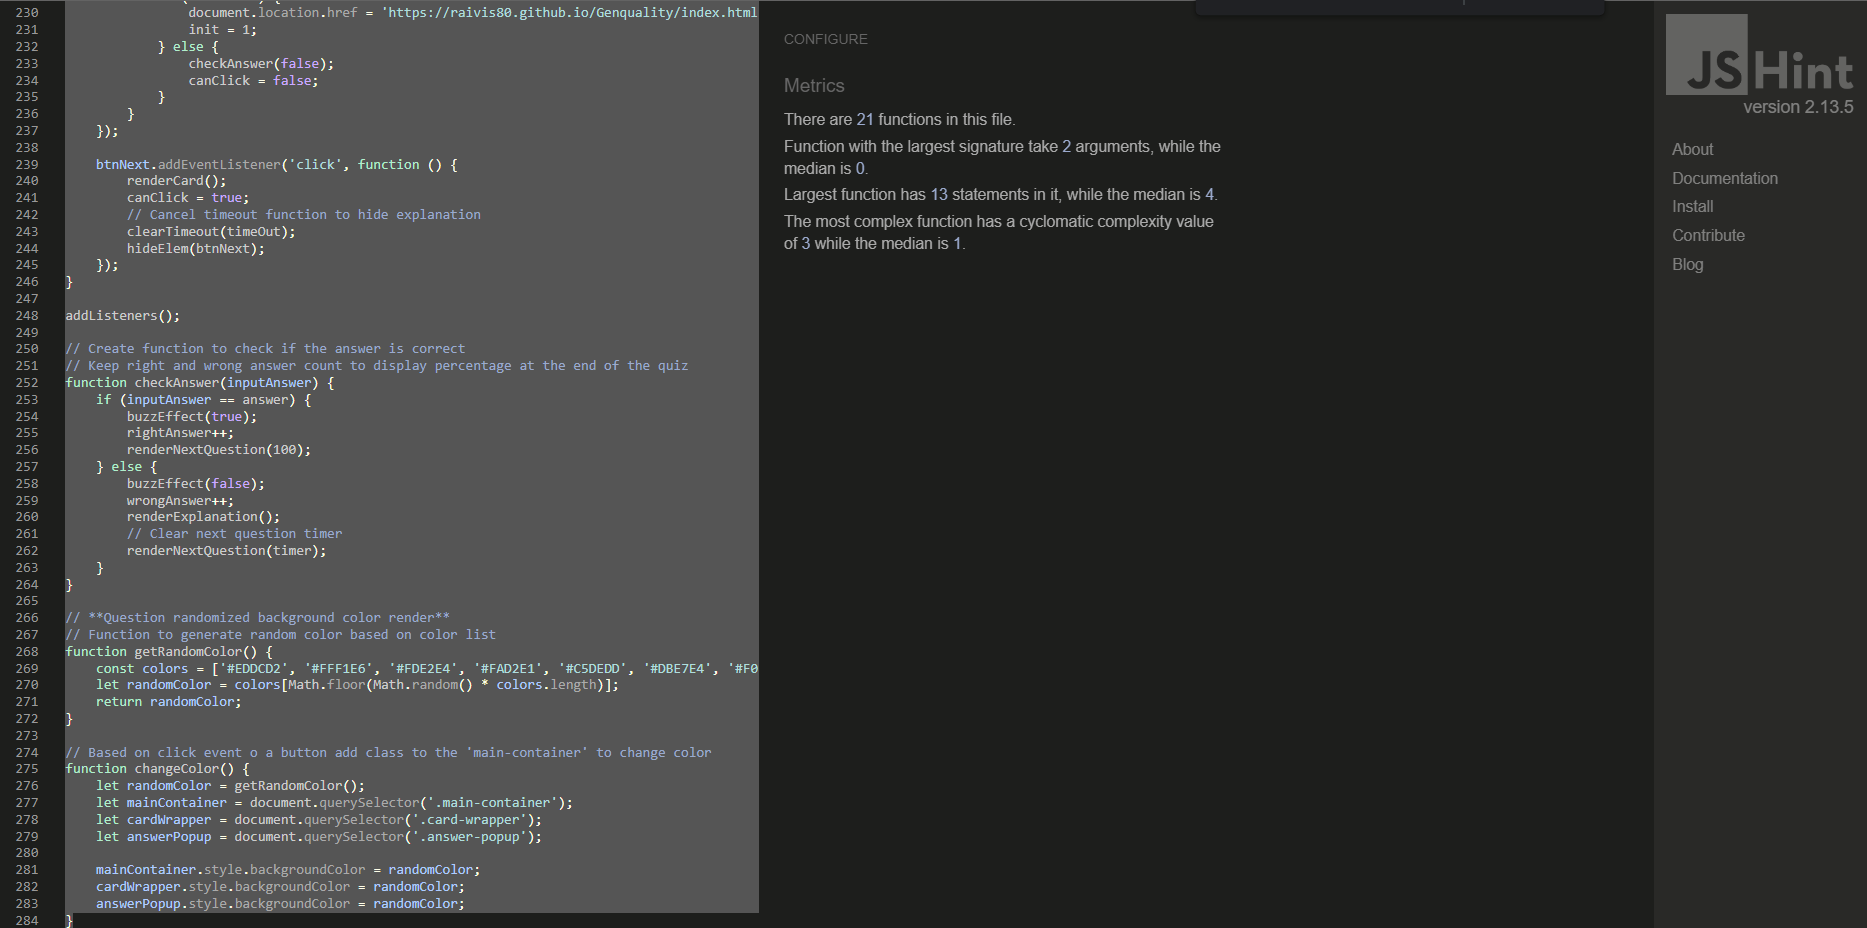 230 document.location.href = 'https://raivis80.github.io/Genquality/index.html
231 init = 1;
232 } else {
233 checkAnswer(false);
234 canClick = false;
235 }
236 }
237 });
238
239 btnNext.addEventListener('click', function () {
240 renderCard();
241 canClick = true;
242 // Cancel timeout function to hide explanation
243 clearTimeout(timeOut);
244 hideElem(btnNext);
245 });
246 }
247
248 addListeners();
249
250 // Create function to check if the answer is correct
251 // Keep right and wrong answer count to display percentage at the end of the quiz
252 function checkAnswer(inputAnswer) {
253 if (inputAnswer == answer) {
254 buzzEffect(true);
255 rightAnswer++;
256 renderNextQuestion(100);
257 } else {
258 buzzEffect(false);
259 wrongAnswer++;
260 renderExplanation();
261 // Clear next question timer
262 renderNextQuestion(timer);
263 }
264 }
265
266 // **Question randomized background color render**
267 // Function to generate random color based on color list
268 function getRandomColor() {
269 const colors = ['#EDDCD2', '#FFF1E6', '#FDE2E4', '#FAD2E1', '#C5DEDD', '#DBE7E4', '#F0
270 let randomColor = colors[Math.floor(Math.random() * colors.length)];
271 return randomColor;
272 }
273
274 // Based on click event o a button add class to the 'main-container' to change color
275 function changeColor() {
276 let randomColor = getRandomColor();
277 let mainContainer = document.querySelector('.main-container');
278 let cardWrapper = document.querySelector('.card-wrapper');
279 let answerPopup = document.querySelector('.answer-popup');
280
281 mainContainer.style.backgroundColor = randomColor;
282 cardWrapper.style.backgroundColor = randomColor;
283 answerPopup.style.backgroundColor = randomColor;
284 }
CONFIGURE
Metrics
There are 21 functions in this file.
Function with the largest signature take 2 arguments, while the
median is 0.
Largest function has 13 statements in it, while the median is 4.
The most complex function has a cyclomatic complexity value
of 3 while the median is 1.
JSHint
version 2.13.5
About
Documentation
Install
Contribute
Blog